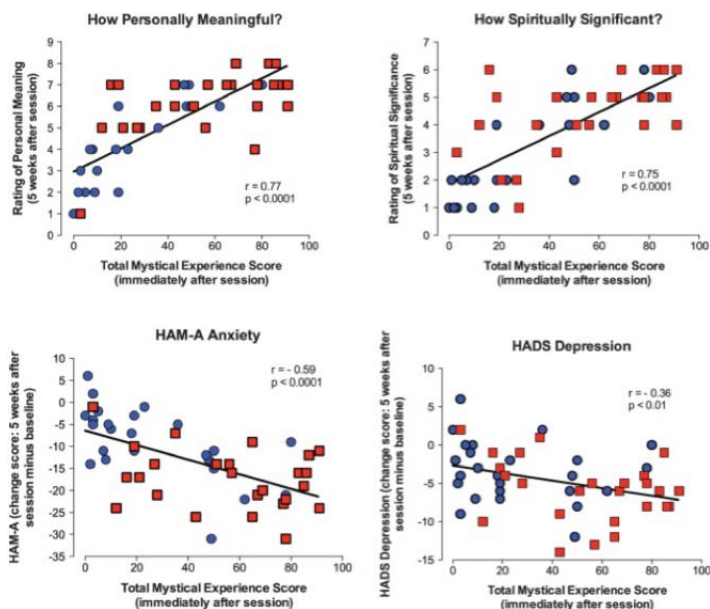 How Personally Meaningful?
Rating of Personal Meaning
(5 weeks after session)
9
8
7
6
5
4
3
2
1
0
0 20 40 60 80 100
r = 0.77
p < 0.0001
Total Mystical Experience Score
(immediately after session)
How Spiritually Significant?
Rating of Spiritual Significance
(5 weeks after session)
6
5
4
3
2
1
0
0 20 40 60 80 100
r = 0.75
p < 0.0001
Total Mystical Experience Score
(immediately after session)
HAM-A Anxiety
HAM-A (change score: 5 weeks after
session minus baseline)
10
5
0
-5
-10
-15
-20
-25
-30
-35
0 20 40 60 80 100
r = - 0.59
p < 0.0001
Total Mystical Experience Score
(immediately after session)
HADS Depression
HADS Depression (change score: 5 weeks after
session minus baseline)
10
5
0
-5
-10
-15
0 20 40 60 80 100
r = - 0.36
p < 0.01
Total Mystical Experience Score
(immediately after session)